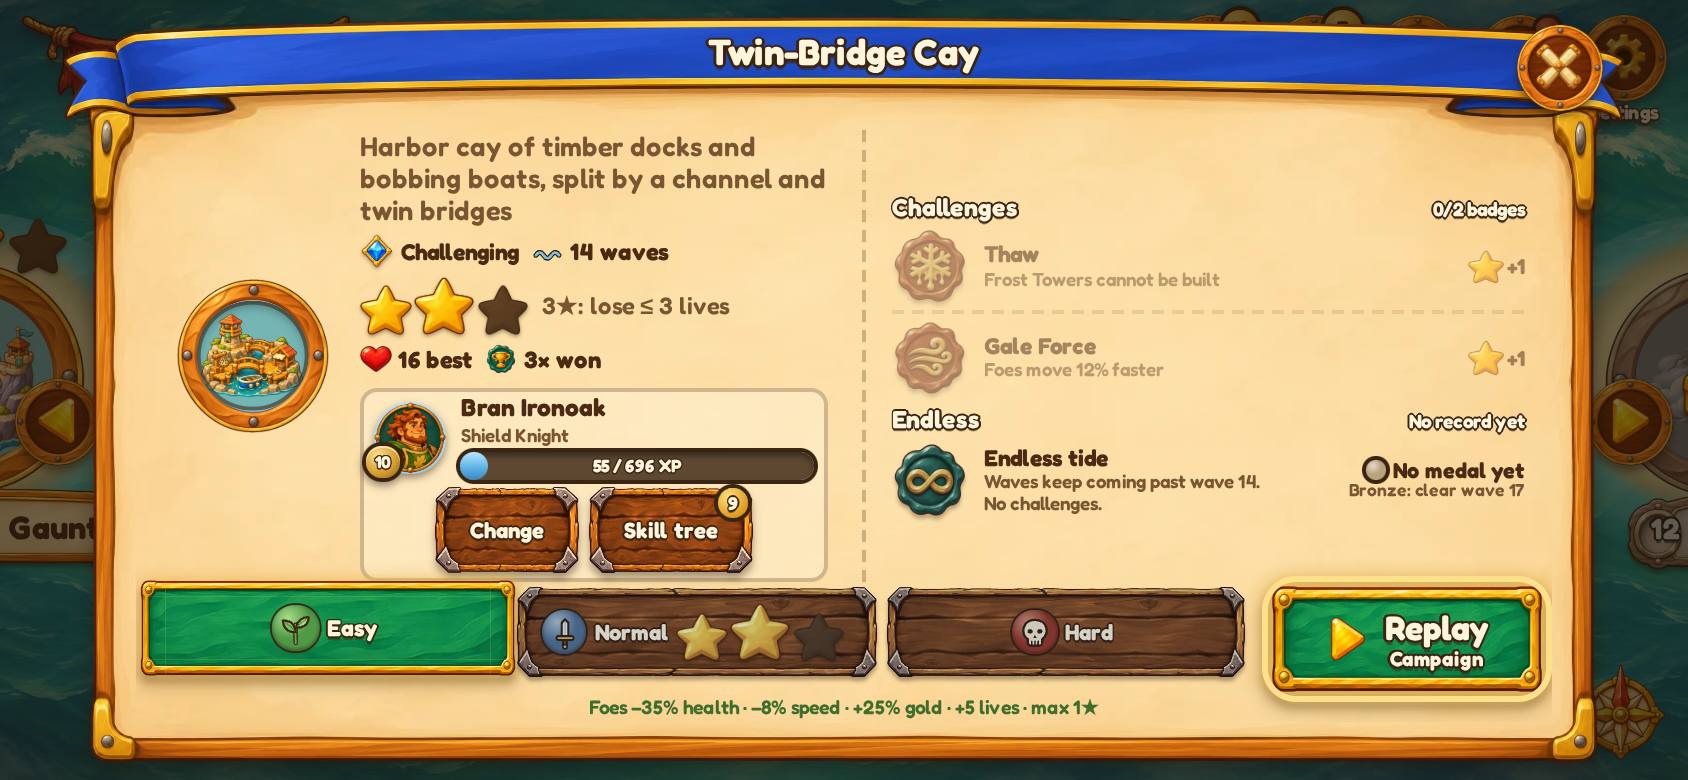 Twin-Bridge Cay
Harbor cay of timber docks and
bobbing boats, split by a channel and
twin bridges
Challenging 14 waves
3★: lose ≤ 3 lives
16 best 3x won
Bran Ironoak
Shield Knight
10
55 / 696 XP
Change
Skill tree
9
Challenges
0/2 badges
Thaw
Frost Towers cannot be built
+1
Gale Force
Foes move 12% faster
+1
Endless
No record yet
Endless tide
Waves keep coming past wave 14.
No challenges.
No medal yet
Bronze: clear wave 17
Easy
Normal
Hard
Replay
Campaign
Foes –35% health · –8% speed · +25% gold · +5 lives · max 1★
12